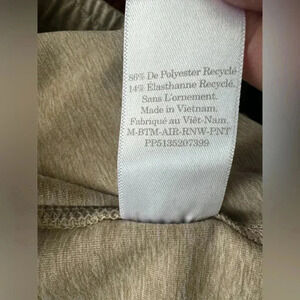 86% De Polyester Recyclé
14% Élasthanne Recyclé.
Sans L'ornement.
Made in Vietnam.
Fabriqué au Viêt-Nam.
M-BTM-AIR-RNW-PNT
PP5135207399